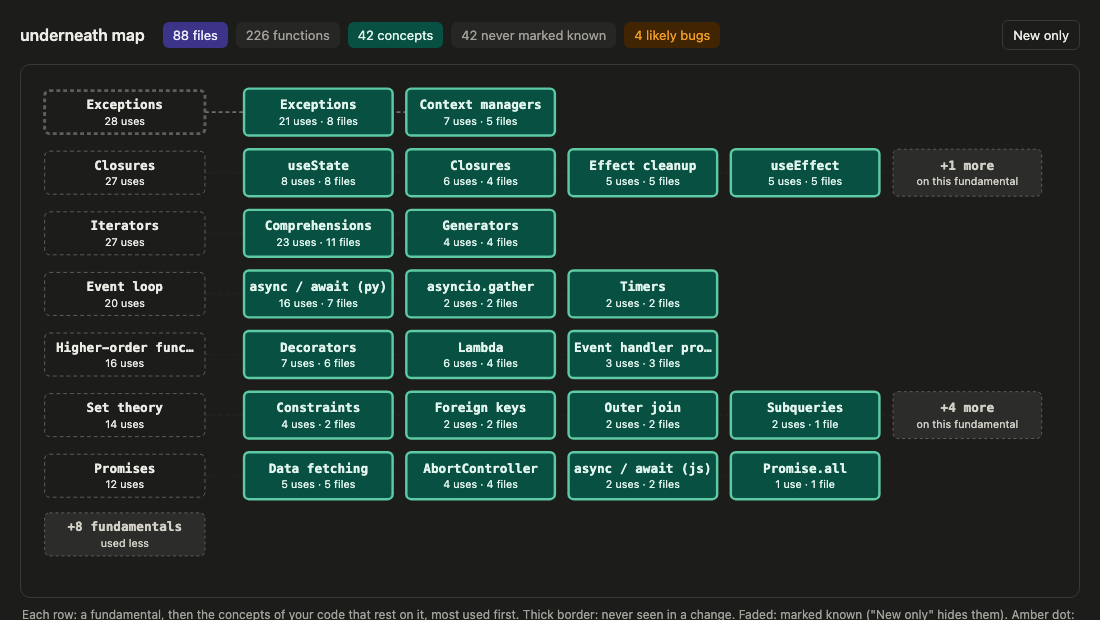 underneath map 88 files 226 functions 42 concepts 42 never marked known 4 likely bugs New only
Exceptions Exceptions Context managers
28 uses 21 uses · 8 files 7 uses · 5 files
Closures useState Closures Effect cleanup useEffect +1 more
27 uses 8 uses · 8 files 6 uses · 4 files 5 uses · 5 files 5 uses · 5 files on this fundamental
Iterators Comprehensions Generators
27 uses 23 uses · 11 files 4 uses · 4 files
Event loop async / await (py) asyncio.gather Timers
20 uses 16 uses · 7 files 2 uses · 2 files 2 uses · 2 files
Higher-order func… Decorators Lambda Event handler pro…
16 uses 7 uses · 6 files 6 uses · 4 files 3 uses · 3 files
Set theory Constraints Foreign keys Outer join Subqueries +4 more
14 uses 4 uses · 2 files 2 uses · 2 files 2 uses · 2 files 2 uses · 1 file on this fundamental
Promises Data fetching AbortController async / await (js) Promise.all
12 uses 5 uses · 5 files 4 uses · 4 files 2 uses · 2 files 1 use · 1 file
+8 fundamentals
used less
Each row: a fundamental, then the concepts of your code that rest on it, most used first. Thick border: never seen in a change. Faded: marked known ("New only" hides them). Amber dot: